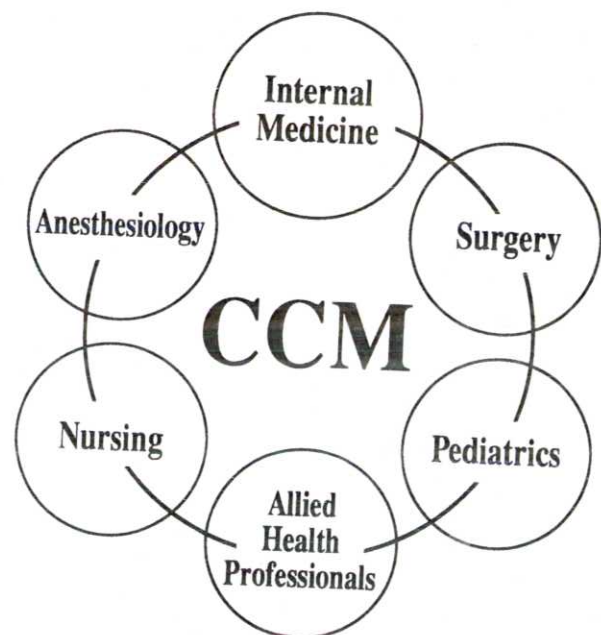 Internal
Medicine
Anesthesiology
Surgery
CCM
Nursing
Pediatrics
Allied
Health
Professionals